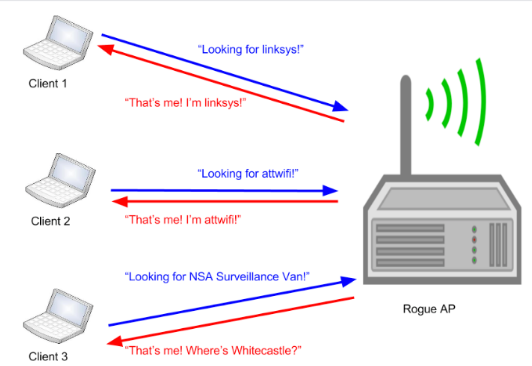 “Looking for linksys!”
Client 1
“That’s me! I’m linksys!”
“Looking for attwifi!”
Client 2
“That’s me! I’m attwifi!”
“Looking for NSA Surveillance Van!”
Rogue AP
Client 3
“That’s me! Where’s Whitecastle?”